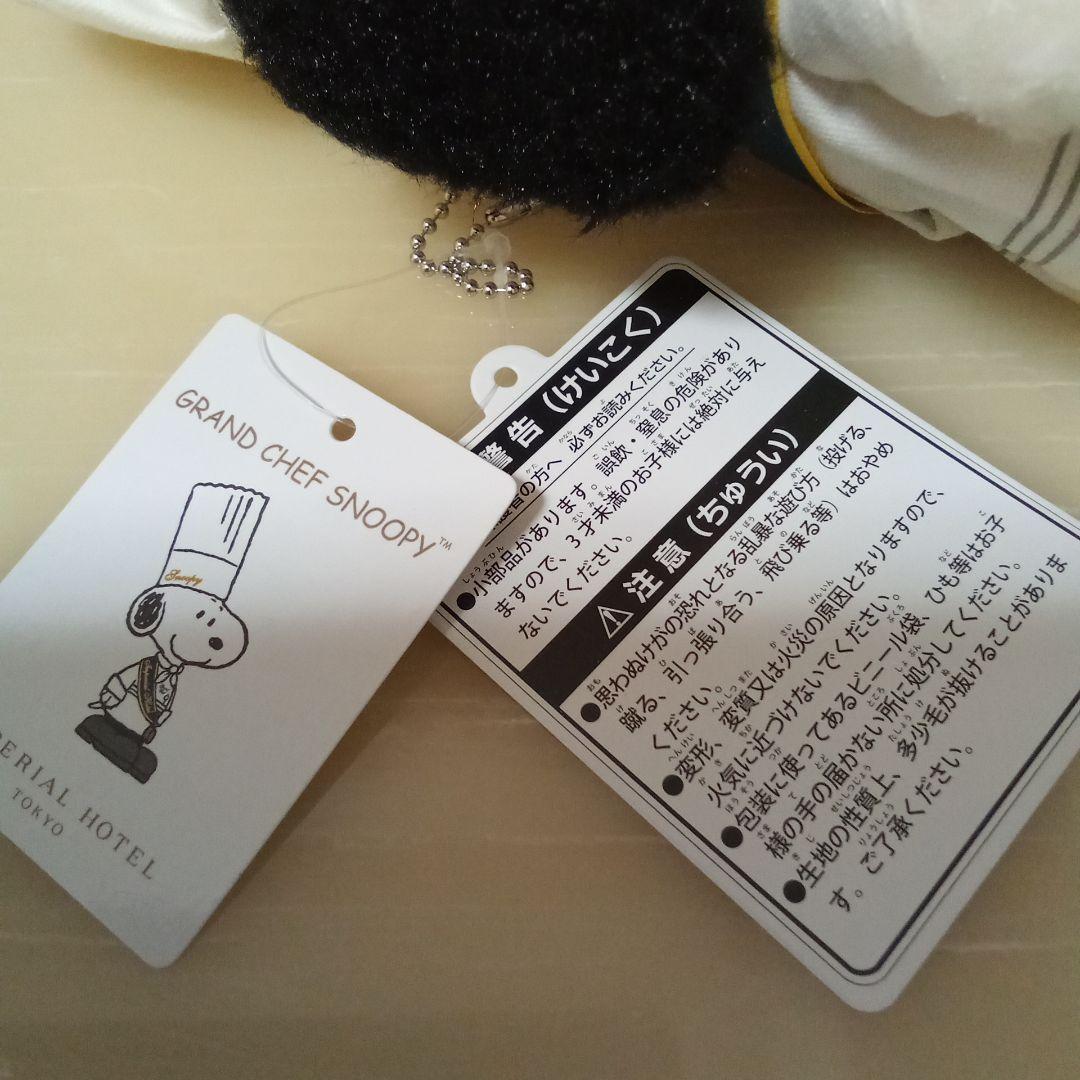 GRAND CHEF SNOOPY™
Snoopy
PERIAL HOTEL
TOKYO
警告（けいこく）
の方へ 必ずお読みください。
●小部品があります。誤飲・窒息の危険があり
ますので、3才未満のお子様には絶対に与え
ないでください。
⚠注意（ちゅうい）
●思わぬけがの恐れとなる乱暴な遊び方（投げる、
蹴る、引っ張り合う、飛び乗る等）はおやめ
ください。
●変形、変質又は火災の原因となりますので、
火気に近づけないでください。
●包装に使ってあるビニール袋、ひも等はお子
様の手の届かない所に処分してください。
●生地の性質上、多少毛が抜けることがありま
す。ご了承ください。